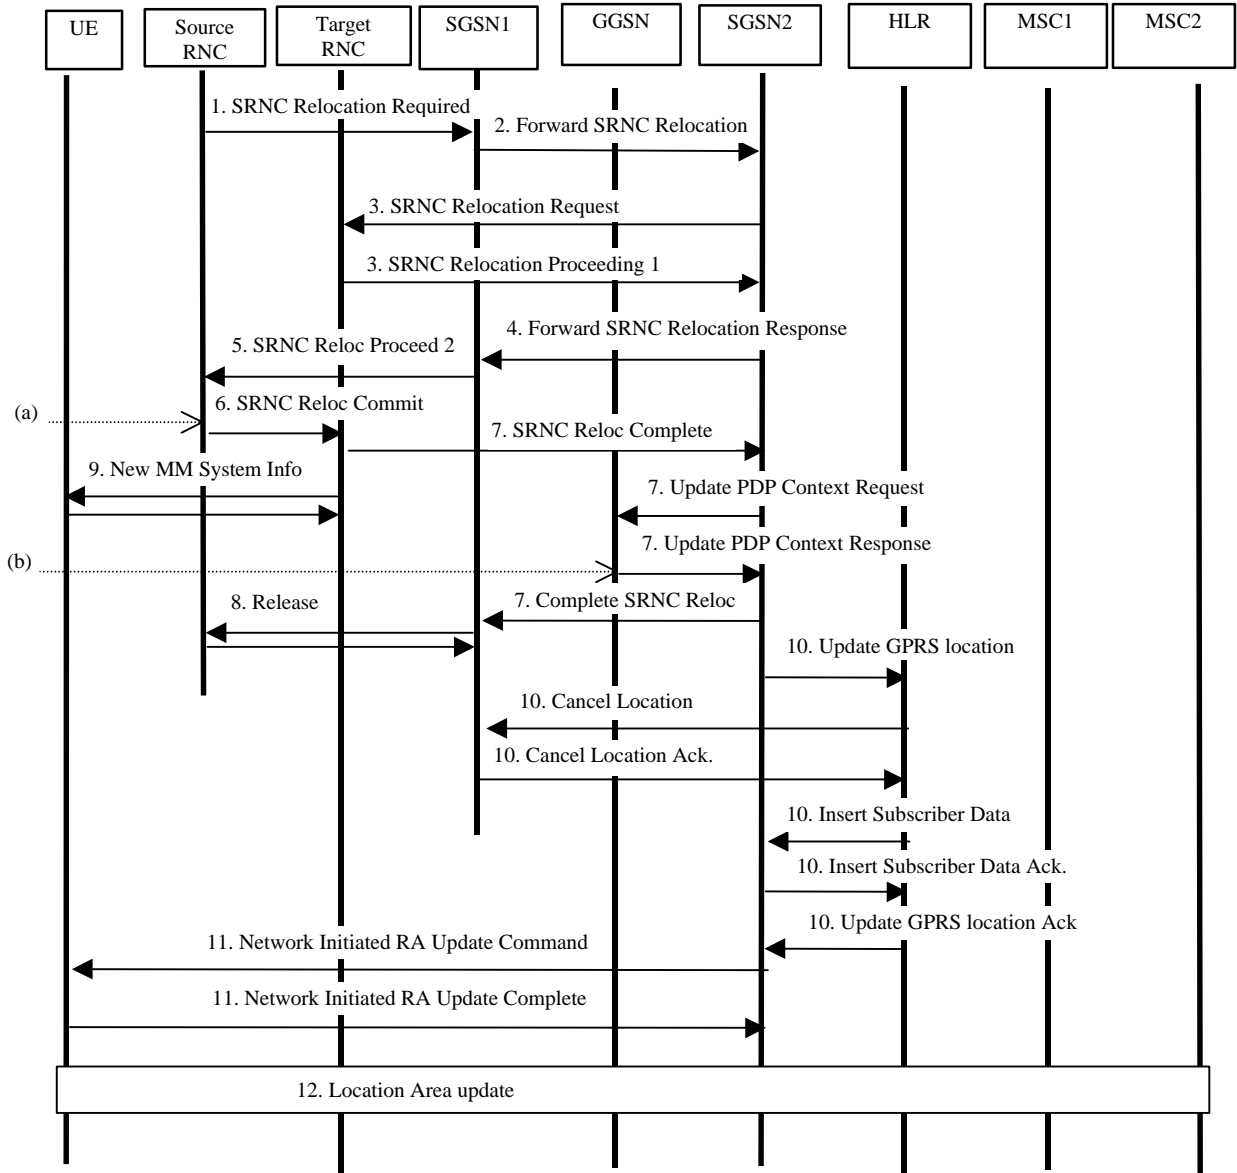 UE
Source
RNC
Target
RNC
SGSN1
GGSN
SGSN2
HLR
MSC1
MSC2
1. SRNC Relocation Required
2. Forward SRNC Relocation
3. SRNC Relocation Request
3. SRNC Relocation Proceeding 1
4. Forward SRNC Relocation Response
5. SRNC Reloc Proceed 2
(a)
6. SRNC Reloc Commit
7. SRNC Reloc Complete
9. New MM System Info
7. Update PDP Context Request
7. Update PDP Context Response
(b)
8. Release
7. Complete SRNC Reloc
10. Update GPRS location
10. Cancel Location
10. Cancel Location Ack.
10. Insert Subscriber Data
10. Insert Subscriber Data Ack.
10. Update GPRS location Ack
11. Network Initiated RA Update Command
11. Network Initiated RA Update Complete
12. Location Area update